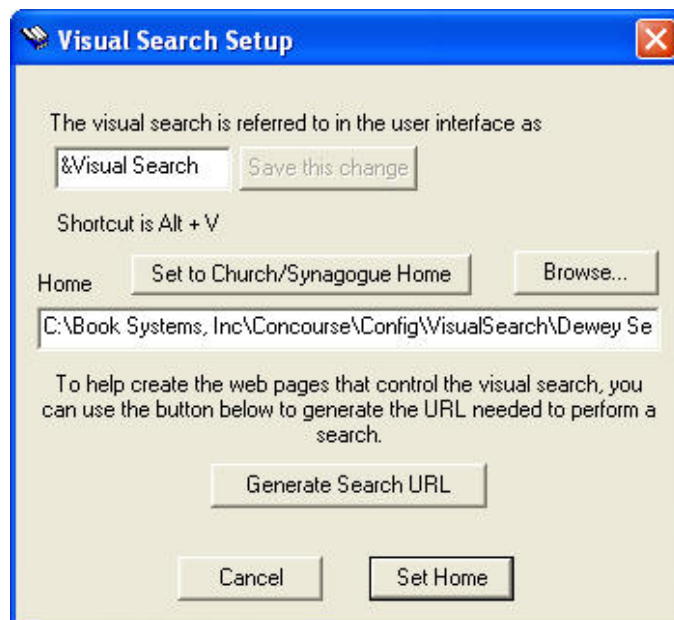 Visual Search Setup
The visual search is referred to in the user interface as
&Visual Search
Save this change
Shortcut is Alt + V
Home
Set to Church/Synagogue Home
Browse...
C:\Book Systems, Inc\Concourse\Config\VisualSearch\Dewey Se
To help create the web pages that control the visual search, you
can use the button below to generate the URL needed to perform a
search.
Generate Search URL
Cancel
Set Home